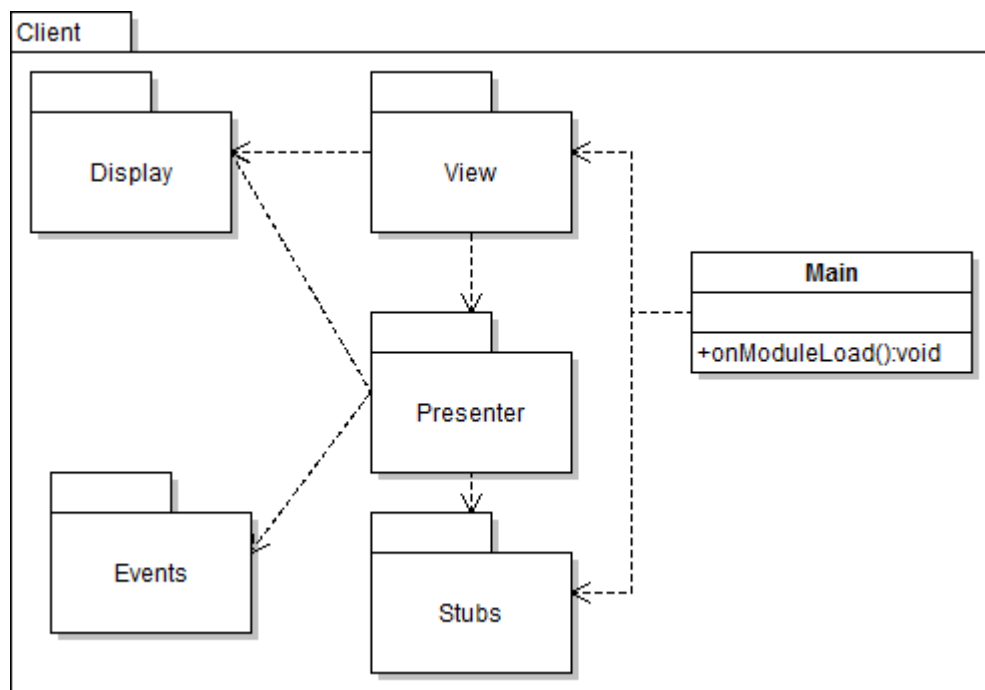 Client
Display
View
Main
+onModuleLoad():void
Presenter
Events
Stubs